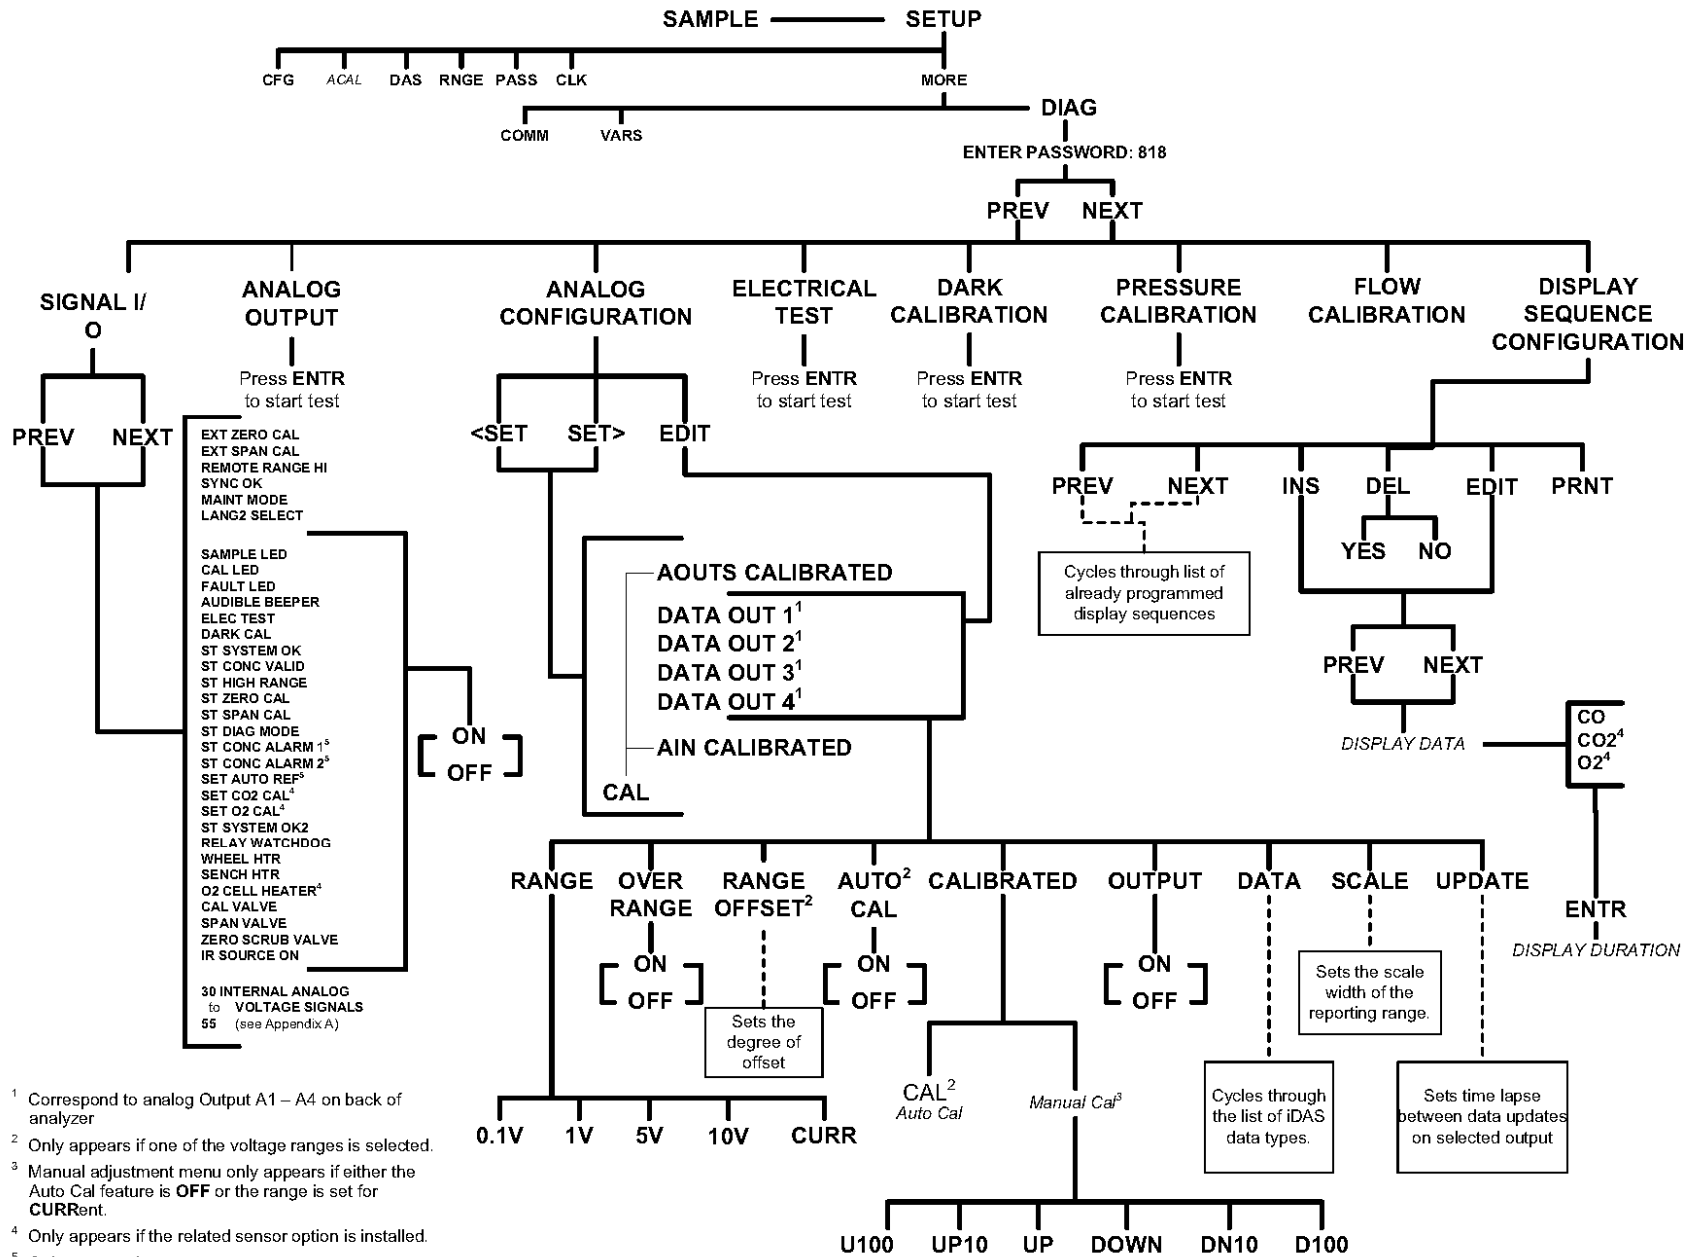 SAMPLE SETUP
CFG ACAL DAS RNGE PASS CLK MORE
COMM VARS DIAG
ENTER PASSWORD: 818
PREV NEXT
SIGNAL I/
O
ANALOG
OUTPUT
ANALOG
CONFIGURATION
ELECTRICAL
TEST
DARK
CALIBRATION
PRESSURE
CALIBRATION
FLOW
CALIBRATION
DISPLAY
SEQUENCE
CONFIGURATION
Press ENTR
to start test
Press ENTR
to start test
Press ENTR
to start test
Press ENTR
to start test
PREV NEXT
EXT ZERO CAL
EXT SPAN CAL
REMOTE RANGE HI
SYNC OK
MAINT MODE
LANG2 SELECT
SAMPLE LED
CAL LED
FAULT LED
AUDIBLE BEEPER
ELEC TEST
DARK CAL
ST SYSTEM OK
ST CONC VALID
ST HIGH RANGE
ST ZERO CAL
ST SPAN CAL
ST DIAG MODE
ST CONC ALARM 1⁵
ST CONC ALARM 2⁵
SET AUTO REF⁵
SET CO2 CAL⁴
SET O2 CAL⁴
ST SYSTEM OK2
RELAY WATCHDOG
WHEEL HTR
SENCH HTR
O2 CELL HEATER⁴
CAL VALVE
SPAN VALVE
ZERO SCRUB VALVE
IR SOURCE ON
30 INTERNAL ANALOG
to VOLTAGE SIGNALS
55 (see Appendix A)
ON
OFF
<SET SET> EDIT
AOUTS CALIBRATED
DATA OUT 1¹
DATA OUT 2¹
DATA OUT 3¹
DATA OUT 4¹
AIN CALIBRATED
CAL
PREV NEXT INS DEL EDIT PRNT
YES NO
Cycles through list of
already programmed
display sequences
PREV NEXT
DISPLAY DATA
CO
CO2⁴
O2⁴
ENTR
DISPLAY DURATION
RANGE
OVER
RANGE
RANGE
OFFSET²
AUTO²
CAL
CALIBRATED
OUTPUT
DATA
SCALE
UPDATE
ON
OFF
ON
OFF
ON
OFF
Sets the
degree of
offset
Sets the scale
width of the
reporting range.
CAL²
Auto Cal
Manual Cal³
Cycles through
the list of iDAS
data types.
Sets time lapse
between data updates
on selected output
0.1V 1V 5V 10V CURR
U100 UP10 UP DOWN DN10 D100
¹ Correspond to analog Output A1 – A4 on back of
analyzer
² Only appears if one of the voltage ranges is selected.
³ Manual adjustment menu only appears if either the
Auto Cal feature is OFF or the range is set for
CURRent.
⁴ Only appears if the related sensor option is installed.